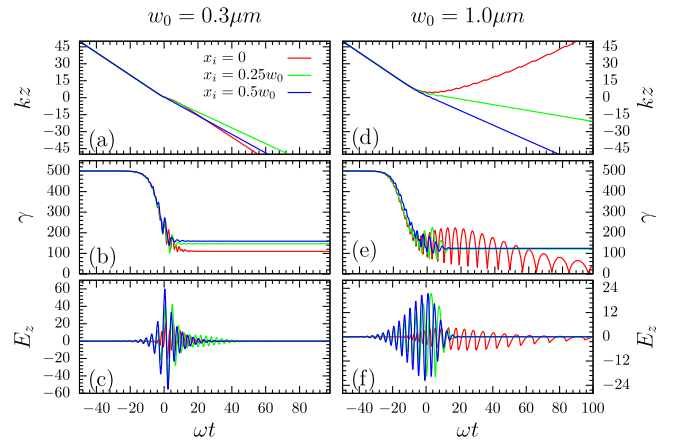 w₀ = 0.3μm w₀ = 1.0μm
45 30 15 0 −15 −30 −45
kz
xᵢ = 0
xᵢ = 0.25w₀
xᵢ = 0.5w₀
(a)
(d)
45 30 15 0 −15 −30 −45
kz
500 400 300 200 100 0
γ
(b)
(e)
500 400 300 200 100 0
γ
60 40 20 0 −20 −40 −60
E_z
(c)
(f)
24 12 0 −12 −24
E_z
−40 −20 0 20 40 60 80
−40 −20 0 20 40 60 80 100
ωt ωt